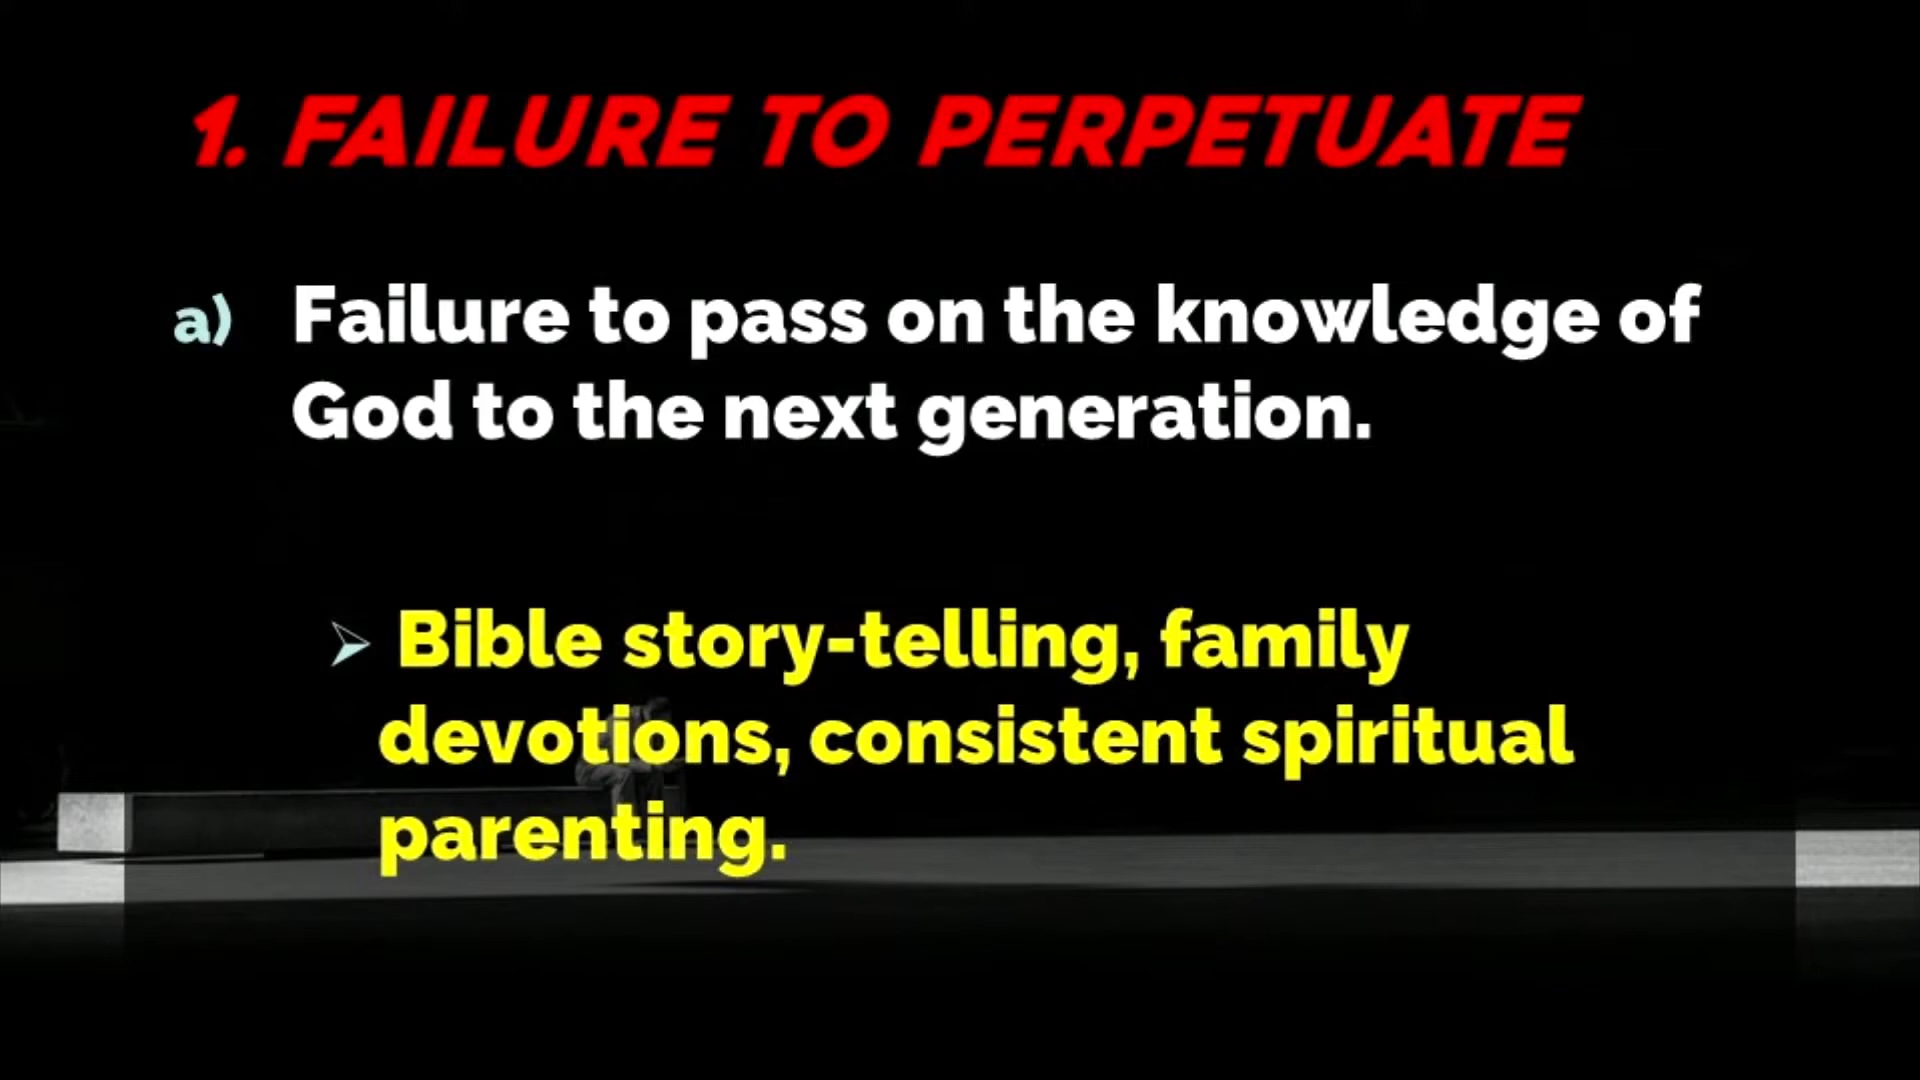 1. FAILURE TO PERPETUATE
a) Failure to pass on the knowledge of
God to the next generation.
➢ Bible story-telling, family
devotions, consistent spiritual
parenting.